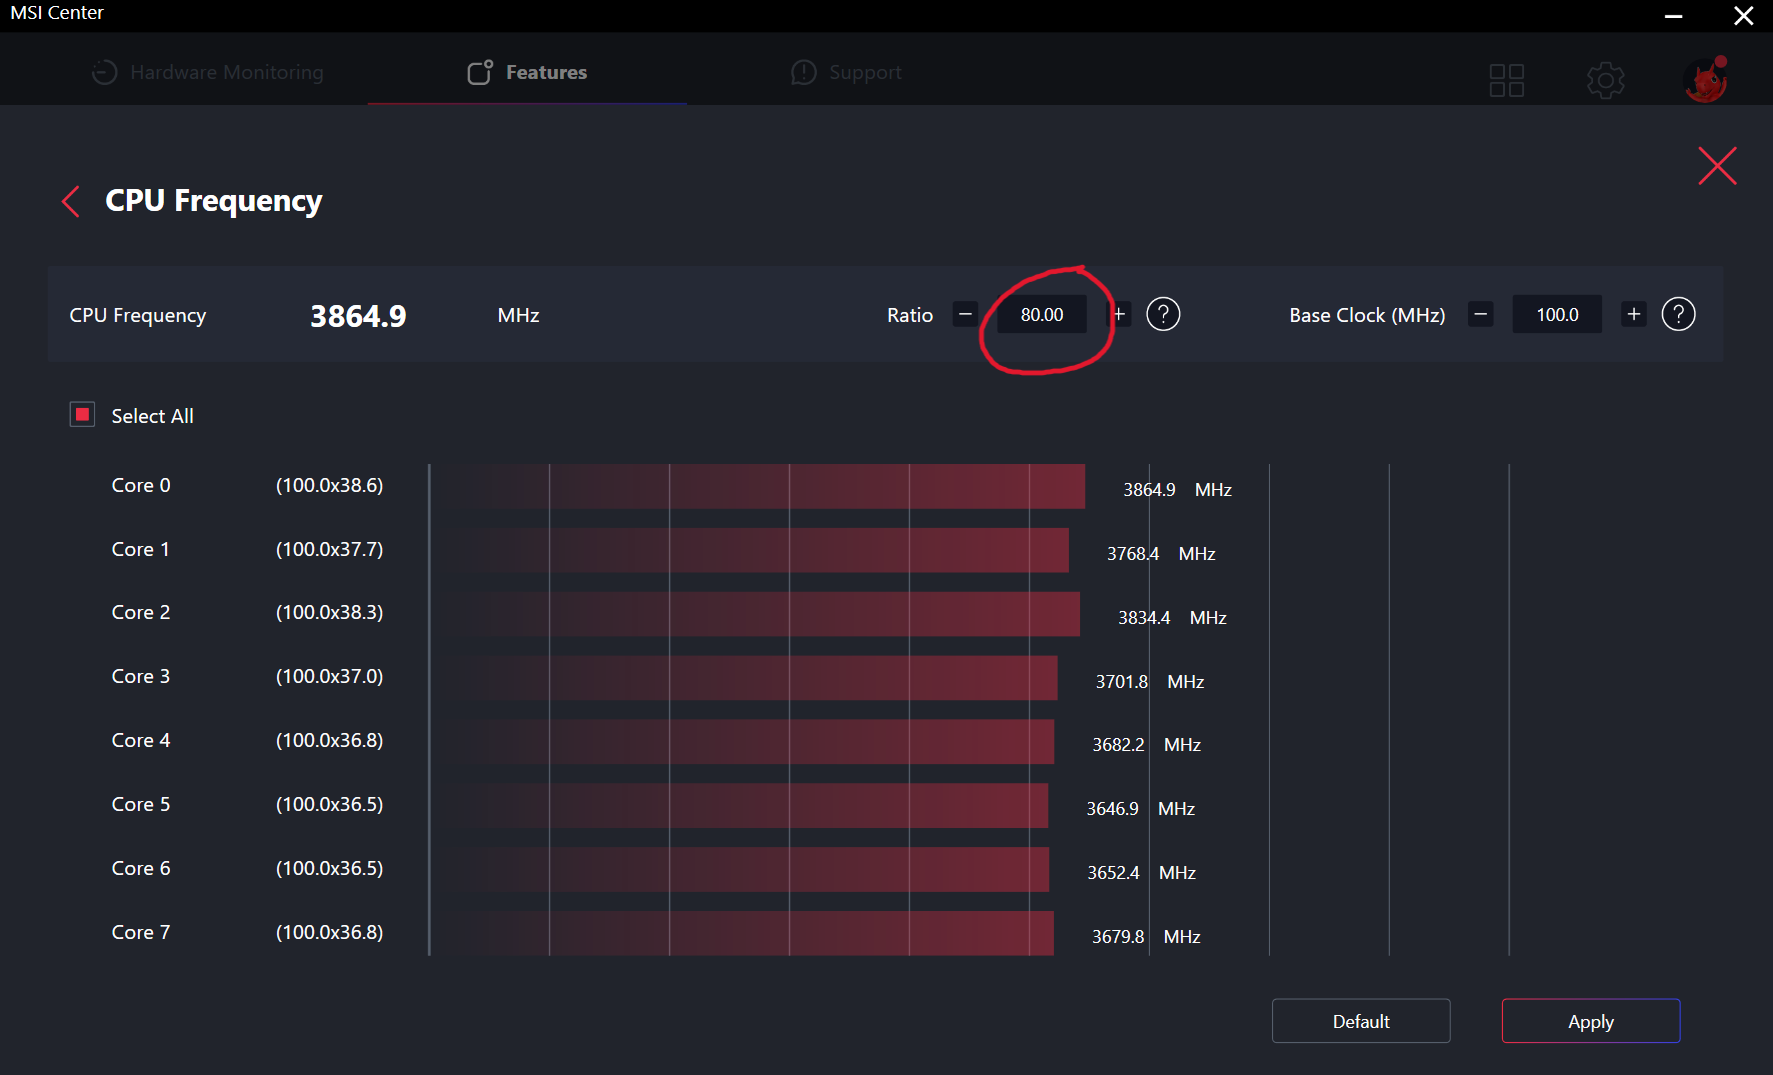 MSI Center
Hardware Monitoring Features Support
CPU Frequency
CPU Frequency 3864.9 MHz Ratio − 80.00 + ? Base Clock (MHz) − 100.0 + ?
Select All
Core 0 (100.0x38.6) 3864.9 MHz
Core 1 (100.0x37.7) 3768.4 MHz
Core 2 (100.0x38.3) 3834.4 MHz
Core 3 (100.0x37.0) 3701.8 MHz
Core 4 (100.0x36.8) 3682.2 MHz
Core 5 (100.0x36.5) 3646.9 MHz
Core 6 (100.0x36.5) 3652.4 MHz
Core 7 (100.0x36.8) 3679.8 MHz
Default Apply